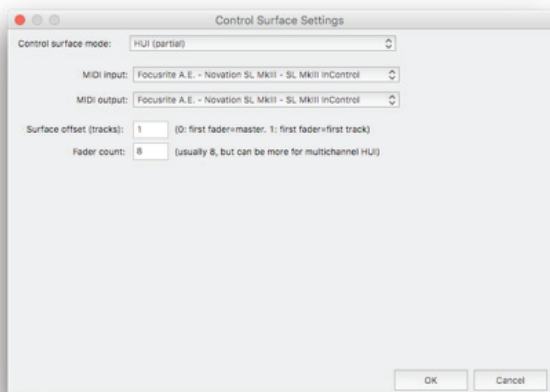 Control Surface Settings
Control surface mode: HUI (partial)
MIDI input: Focusrite A.E. - Novation SL MkIII - SL MkIII InControl
MIDI output: Focusrite A.E. - Novation SL MkIII - SL MkIII InControl
Surface offset (tracks): 1 (0: first fader=master. 1: first fader=first track)
Fader count: 8 (usually 8, but can be more for multichannel HUI)
OK Cancel